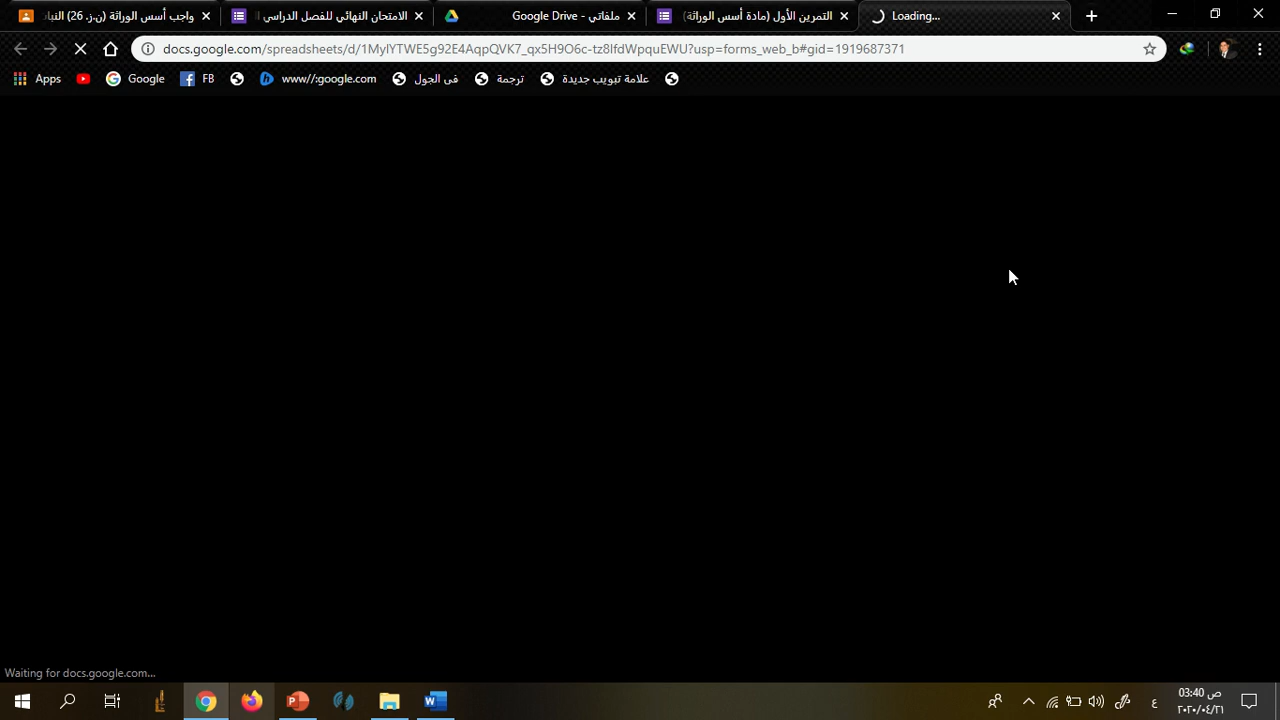 واجب أسس الوراثة (ن.ز. 26) النبا
الامتحان النهائي للفصل الدراسي ا
ملفاتي - Google Drive
التمرين الأول (مادة أسس الوراثة)
Loading...
docs.google.com/spreadsheets/d/1MylYTWE5g92E4AqpQVK7_qx5H9O6c-tz8lfdWpquEWU?usp=forms_web_b#gid=1919687371
Apps
Google
FB
www//:google.com
فى الجول
ترجمة
علامة تبويب جديدة
Waiting for docs.google.com...
ع
03:40 ص
٢٠٢٠/٠٤/٢١